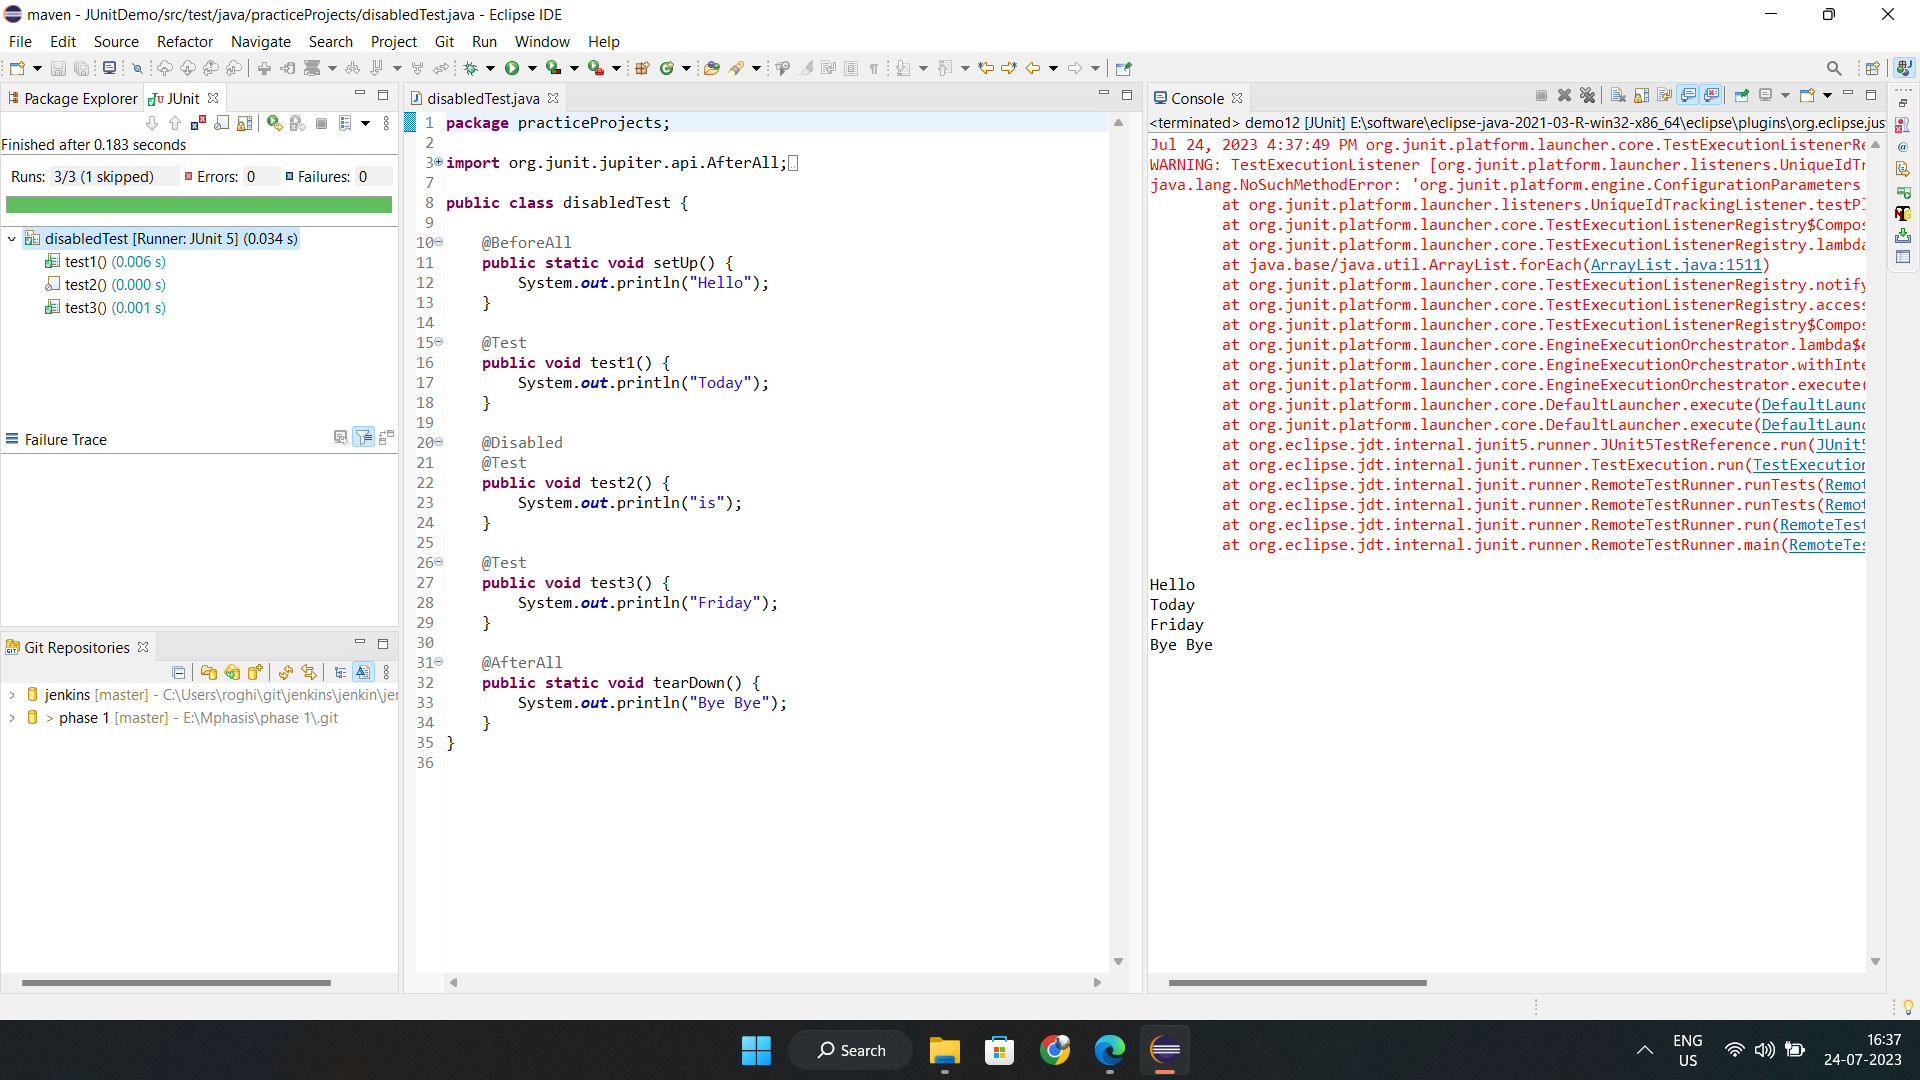 maven - JUnitDemo/src/test/java/practiceProjects/disabledTest.java - Eclipse IDE
File Edit Source Refactor Navigate Search Project Git Run Window Help
Package Explorer JUnit
Finished after 0.183 seconds
Runs: 3/3 (1 skipped) Errors: 0 Failures: 0
disabledTest [Runner: JUnit 5] (0.034 s)
test1() (0.006 s)
test2() (0.000 s)
test3() (0.001 s)
Failure Trace
Git Repositories
jenkins [master] - C:\Users\roghi\git\jenkins\jenkin\jer
> phase 1 [master] - E:\Mphasis\phase 1\.git
disabledTest.java
1 package practiceProjects;
2
3 import org.junit.jupiter.api.AfterAll;
7
8 public class disabledTest {
9
10 @BeforeAll
11 public static void setUp() {
12 System.out.println("Hello");
13 }
14
15 @Test
16 public void test1() {
17 System.out.println("Today");
18 }
19
20 @Disabled
21 @Test
22 public void test2() {
23 System.out.println("is");
24 }
25
26 @Test
27 public void test3() {
28 System.out.println("Friday");
29 }
30
31 @AfterAll
32 public static void tearDown() {
33 System.out.println("Bye Bye");
34 }
35 }
36
Console
<terminated> demo12 [JUnit] E:\software\eclipse-java-2021-03-R-win32-x86_64\eclipse\plugins\org.eclipse.jus
Jul 24, 2023 4:37:49 PM org.junit.platform.launcher.core.TestExecutionListenerRe
WARNING: TestExecutionListener [org.junit.platform.launcher.listeners.UniqueIdTr
java.lang.NoSuchMethodError: 'org.junit.platform.engine.ConfigurationParameters
at org.junit.platform.launcher.listeners.UniqueIdTrackingListener.testPl
at org.junit.platform.launcher.core.TestExecutionListenerRegistry$Compos
at org.junit.platform.launcher.core.TestExecutionListenerRegistry.lambda
at java.base/java.util.ArrayList.forEach(ArrayList.java:1511)
at org.junit.platform.launcher.core.TestExecutionListenerRegistry.notify
at org.junit.platform.launcher.core.TestExecutionListenerRegistry.access
at org.junit.platform.launcher.core.TestExecutionListenerRegistry$Compos
at org.junit.platform.launcher.core.EngineExecutionOrchestrator.lambda$e
at org.junit.platform.launcher.core.EngineExecutionOrchestrator.withInte
at org.junit.platform.launcher.core.EngineExecutionOrchestrator.execute(
at org.junit.platform.launcher.core.DefaultLauncher.execute(DefaultLaunc
at org.junit.platform.launcher.core.DefaultLauncher.execute(DefaultLaunc
at org.eclipse.jdt.internal.junit5.runner.JUnit5TestReference.run(JUnit5
at org.eclipse.jdt.internal.junit.runner.TestExecution.run(TestExecution
at org.eclipse.jdt.internal.junit.runner.RemoteTestRunner.runTests(Remot
at org.eclipse.jdt.internal.junit.runner.RemoteTestRunner.runTests(Remot
at org.eclipse.jdt.internal.junit.runner.RemoteTestRunner.run(RemoteTest
at org.eclipse.jdt.internal.junit.runner.RemoteTestRunner.main(RemoteTes
Hello
Today
Friday
Bye Bye
Search
ENG
US
16:37
24-07-2023